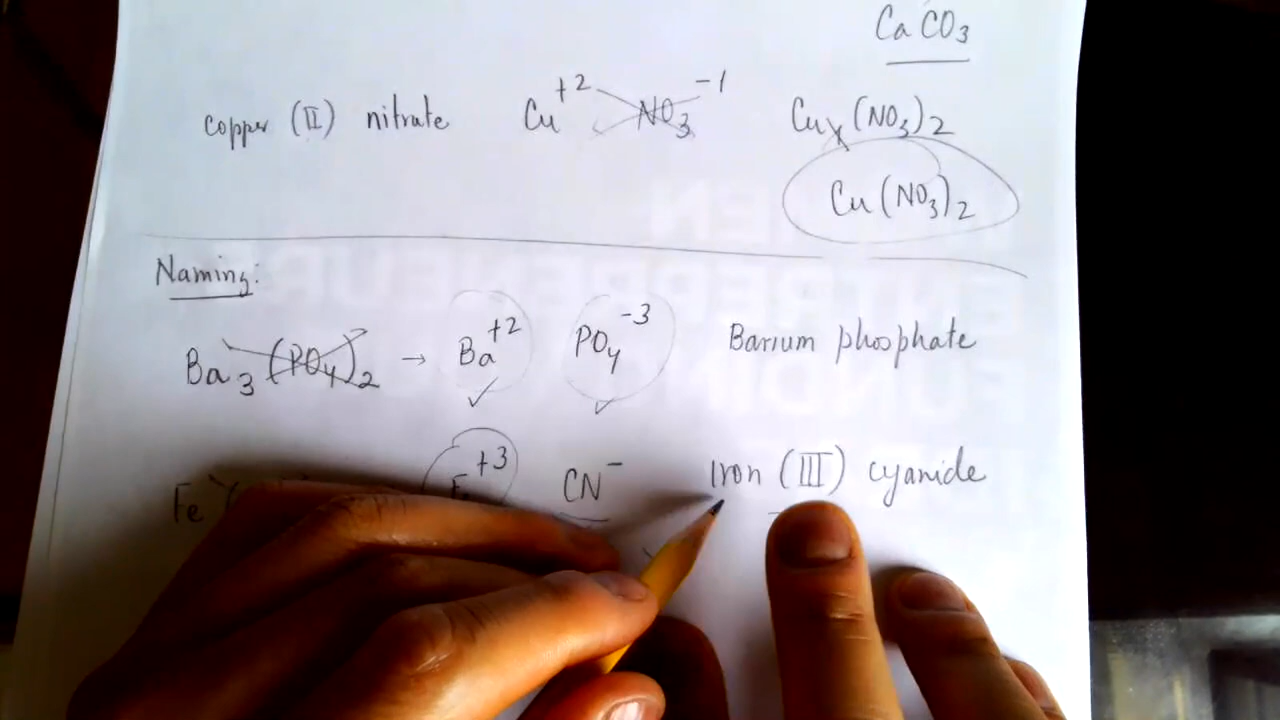 CaCO3
copper (II) nitrate Cu+2 NO3-1 Cux(NO3)2
Cu(NO3)2
Naming:
Ba3(PO4)2 → Ba+2 PO4-3 Barium phosphate
Fe +3 CN- Iron (III) cyanide